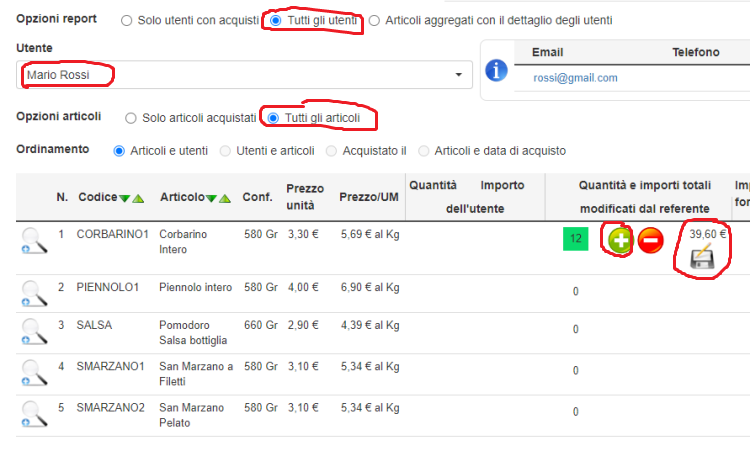 Opzioni report Solo utenti con acquisti Tutti gli utenti Articoli aggregati con il dettaglio degli utenti
Utente
Mario Rossi
Email Telefono
rossi@gmail.com
Opzioni articoli Solo articoli acquistati Tutti gli articoli
Ordinamento Articoli e utenti Utenti e articoli Acquistato il Articoli e data di acquisto
N. Codice Articolo Conf. Prezzo unità Prezzo/UM Quantità Importo dell'utente Quantità e importi totali modificati dal referente
1 CORBARINO1 Corbarino Intero 580 Gr 3,30 € 5,69 € al Kg 12 39,60 €
2 PIENNOLO1 Piennolo intero 580 Gr 4,00 € 6,90 € al Kg 0
3 SALSA Pomodoro Salsa bottiglia 660 Gr 2,90 € 4,39 € al Kg 0
4 SMARZANO1 San Marzano a Filetti 580 Gr 3,10 € 5,34 € al Kg 0
5 SMARZANO2 San Marzano Pelato 580 Gr 3,10 € 5,34 € al Kg 0